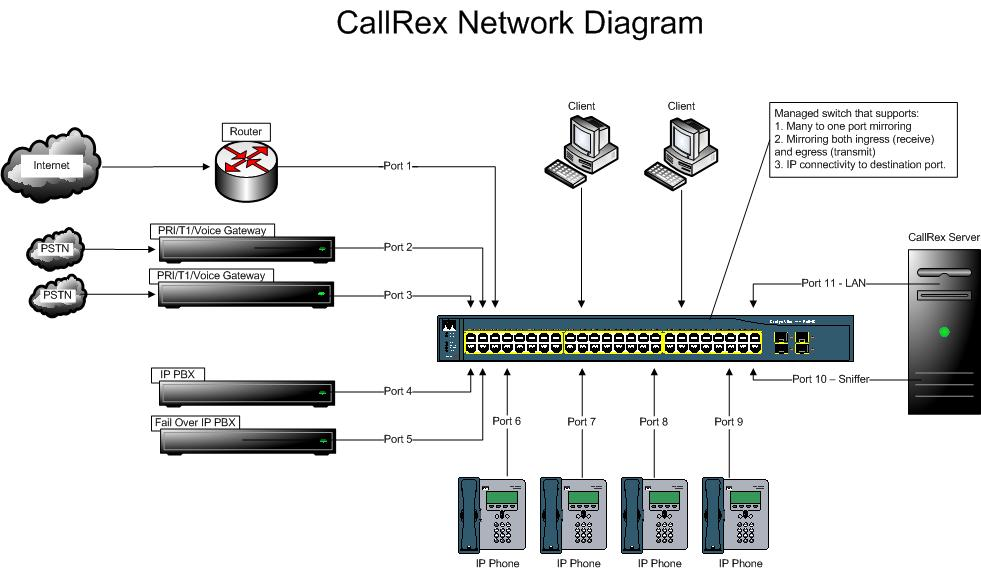 CallRex Network Diagram
Client
Client
Managed switch that supports:
1. Many to one port mirroring
2. Mirroring both ingress (receive)
and egress (transmit)
3. IP connectivity to destination port.
Router
Internet
Port 1
PRI/T1/Voice Gateway
PSTN
Port 2
PRI/T1/Voice Gateway
PSTN
Port 3
CallRex Server
Port 11 - LAN
IP PBX
Port 4
Port 10 – Sniffer
Fail Over IP PBX
Port 5
Port 6
Port 7
Port 8
Port 9
IP Phone
IP Phone
IP Phone
IP Phone